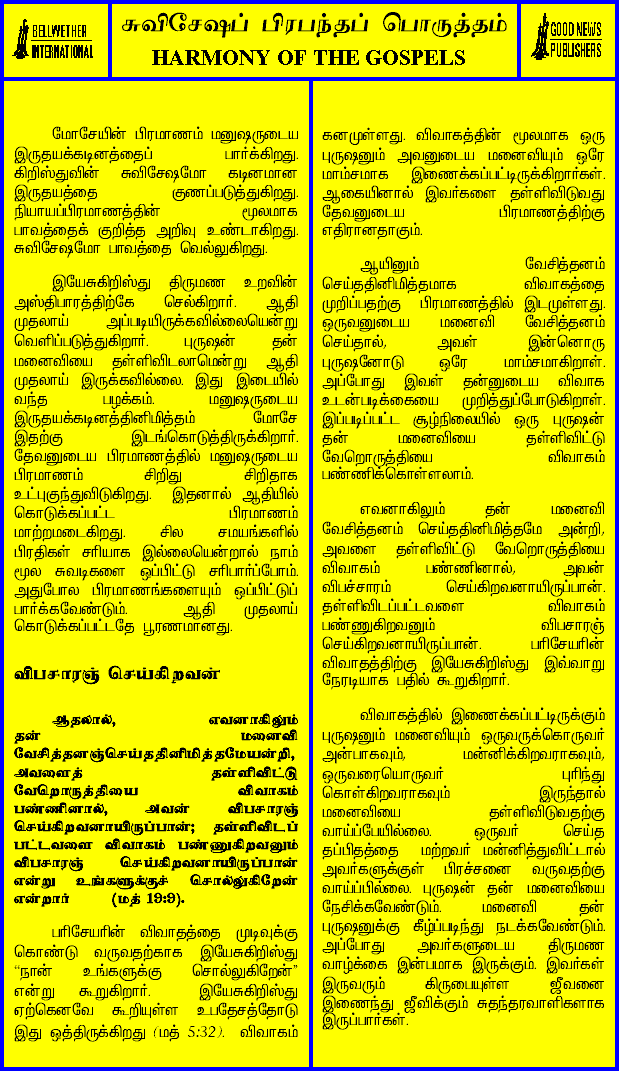 BELLWETHER
INTERNATIONAL
சுவிசேஷப் பிரபந்தப் பொருத்தம்
HARMONY OF THE GOSPELS
GOOD NEWS
PUBLISHERS
மோசேயின் பிரமாணம் மனுஷருடைய
இருதயக்கடினத்தைப் பார்க்கிறது.
கிறிஸ்துவின் சுவிசேஷமோ கடினமான
இருதயத்தை குணப்படுத்துகிறது.
நியாயப்பிரமாணத்தின் மூலமாக
பாவத்தைக் குறித்த அறிவு உண்டாகிறது.
சுவிசேஷமோ பாவத்தை வெல்லுகிறது.
இயேசுகிறிஸ்து திருமண உறவின்
அஸ்திபாரத்திற்கே செல்கிறார். ஆதி
முதலாய் அப்படியிருக்கவில்லையென்று
வெளிப்படுத்துகிறார். புருஷன் தன்
மனைவியை தள்ளிவிடலாமென்று ஆதி
முதலாய் இருக்கவில்லை. இது இடையில்
வந்த பழக்கம். மனுஷருடைய
இருதயக்கடினத்தினிமித்தம் மோசே
இதற்கு இடங்கொடுத்திருக்கிறார்.
தேவனுடைய பிரமாணத்தில் மனுஷருடைய
பிரமாணம் சிறிது சிறிதாக
உட்புகுந்துவிடுகிறது. இதனால் ஆதியில்
கொடுக்கப்பட்ட பிரமாணம்
மாற்றமடைகிறது. சில சமயங்களில்
பிரதிகள் சரியாக இல்லையென்றால் நாம்
மூல சுவடிகளை ஒப்பிட்டு சரிபார்ப்போம்.
அதுபோல பிரமாணங்களையும் ஒப்பிட்டுப்
பார்க்கவேண்டும். ஆதி முதலாய்
கொடுக்கப்பட்டதே பூரணமானது.
விபசாரஞ் செய்கிறவன்
ஆதலால், எவனாகிலும்
தன் மனைவி
வேசித்தனஞ்செய்ததினிமித்தமேயன்றி,
அவளைத் தள்ளிவிட்டு
வேறொருத்தியை விவாகம்
பண்ணினால், அவன் விபசாரஞ்
செய்கிறவனாயிருப்பான்; தள்ளிவிடப்
பட்டவளை விவாகம் பண்ணுகிறவனும்
விபசாரஞ் செய்கிறவனாயிருப்பான்
என்று உங்களுக்குச் சொல்லுகிறேன்
என்றார் (மத் 19:9).
பரிசேயரின் விவாதத்தை முடிவுக்கு
கொண்டு வருவதற்காக இயேசுகிறிஸ்து
“நான் உங்களுக்கு சொல்லுகிறேன்”
என்று கூறுகிறார். இயேசுகிறிஸ்து
ஏற்கெனவே கூறியுள்ள உபதேசத்தோடு
இது ஒத்திருக்கிறது (மத் 5:32). விவாகம்
கனமுள்ளது. விவாகத்தின் மூலமாக ஒரு
புருஷனும் அவனுடைய மனைவியும் ஒரே
மாம்சமாக இணைக்கப்பட்டிருக்கிறார்கள்.
ஆகையினால் இவர்களை தள்ளிவிடுவது
தேவனுடைய பிரமாணத்திற்கு
எதிரானதாகும்.
ஆயினும் வேசித்தனம்
செய்ததினிமித்தமாக விவாகத்தை
முறிப்பதற்கு பிரமாணத்தில் இடமுள்ளது.
ஒருவனுடைய மனைவி வேசித்தனம்
செய்தால், அவள் இன்னொரு
புருஷனோடு ஒரே மாம்சமாகிறாள்.
அப்போது இவள் தன்னுடைய விவாக
உடன்படிக்கையை முறித்துப்போடுகிறாள்.
இப்படிப்பட்ட சூழ்நிலையில் ஒரு புருஷன்
தன் மனைவியை தள்ளிவிட்டு
வேறொருத்தியை விவாகம்
பண்ணிக்கொள்ளலாம்.
எவனாகிலும் தன் மனைவி
வேசித்தனம் செய்ததினிமித்தமே அன்றி,
அவளை தள்ளிவிட்டு வேறொருத்தியை
விவாகம் பண்ணினால், அவன்
விபச்சாரம் செய்கிறவனாயிருப்பான்.
தள்ளிவிடப்பட்டவளை விவாகம்
பண்ணுகிறவனும் விபசாரஞ்
செய்கிறவனாயிருப்பான். பரிசேயரின்
விவாதத்திற்கு இயேசுகிறிஸ்து இவ்வாறு
நேரடியாக பதில் கூறுகிறார்.
விவாகத்தில் இணைக்கப்பட்டிருக்கும்
புருஷனும் மனைவியும் ஒருவருக்கொருவர்
அன்பாகவும், மன்னிக்கிறவராகவும்,
ஒருவரையொருவர் புரிந்து
கொள்கிறவராகவும் இருந்தால்
மனைவியை தள்ளிவிடுவதற்கு
வாய்ப்பேயில்லை. ஒருவர் செய்த
தப்பிதத்தை மற்றவர் மன்னித்துவிட்டால்
அவர்களுக்குள் பிரச்சனை வருவதற்கு
வாய்ப்பில்லை. புருஷன் தன் மனைவியை
நேசிக்கவேண்டும். மனைவி தன்
புருஷனுக்கு கீழ்ப்படிந்து நடக்கவேண்டும்.
அப்போது அவர்களுடைய திருமண
வாழ்க்கை இன்பமாக இருக்கும். இவர்கள்
இருவரும் கிருபையுள்ள ஜீவனை
இணைந்து ஜீவிக்கும் சுதந்தரவாளிகளாக
இருப்பார்கள்.